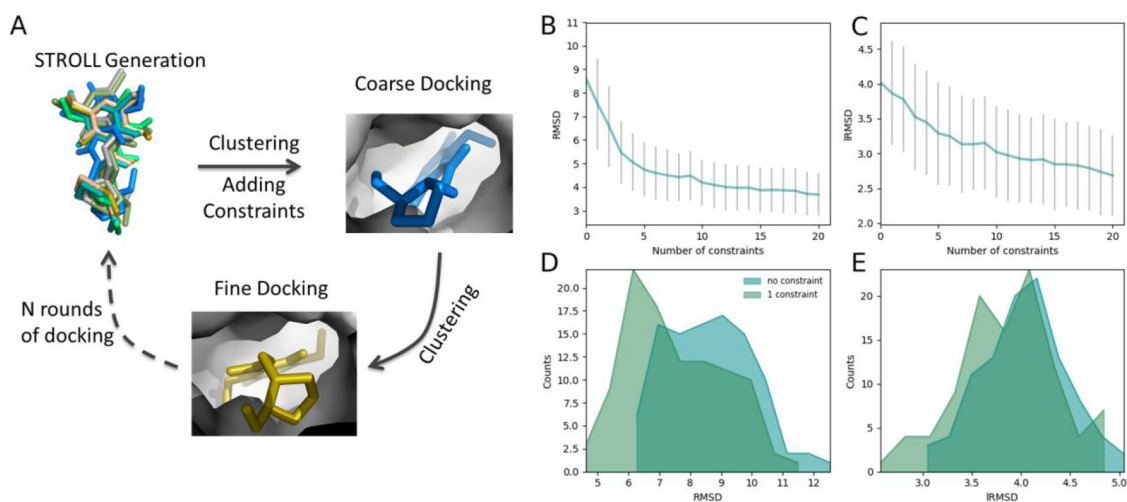 A
STROLL Generation
Clustering
Adding
Constraints
Coarse Docking
Clustering
Fine Docking
N rounds
of docking
B
11
10
9
8
7
6
5
4
3
RMSD
0
5
10
15
20
Number of constraints
C
4.5
4.0
3.5
3.0
2.5
2.0
lRMSD
0
5
10
15
20
Number of constraints
D
no constraint
1 constraint
20.0
17.5
15.0
12.5
10.0
7.5
5.0
2.5
0.0
Counts
5
6
7
8
9
10
11
12
RMSD
E
20
15
10
5
0
Counts
3.0
3.5
4.0
4.5
5.0
lRMSD